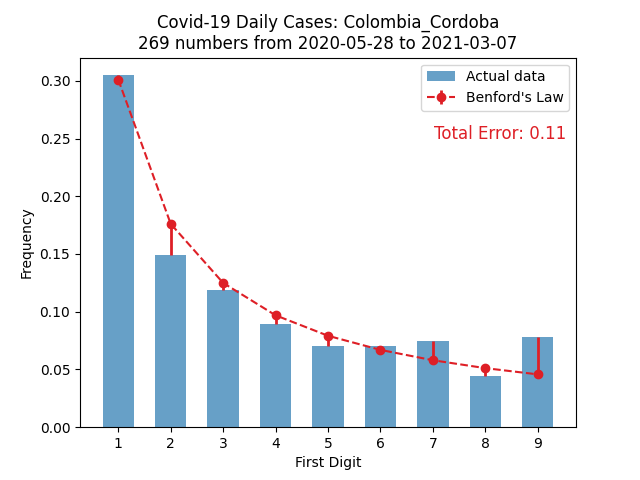 Covid-19 Daily Cases: Colombia_Cordoba
269 numbers from 2020-05-28 to 2021-03-07
Actual data
Benford's Law
Total Error: 0.11
Frequency
0.30
0.25
0.20
0.15
0.10
0.05
0.00
1 2 3 4 5 6 7 8 9
First Digit